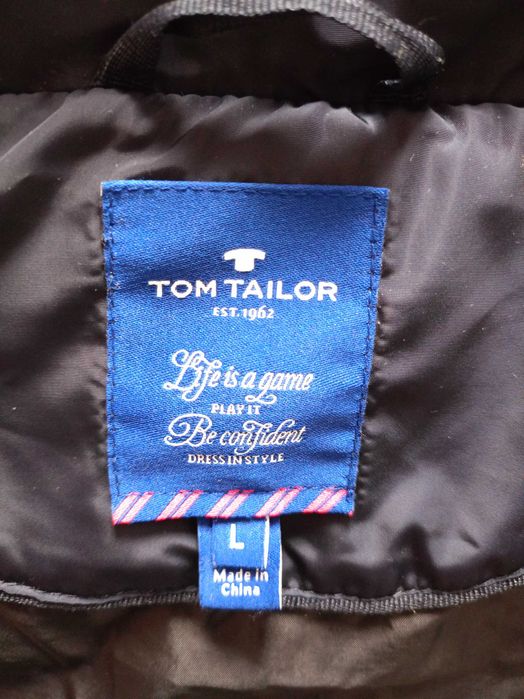 TOM TAILOR
EST. 1962
Life is a game
PLAY IT
Be confident
DRESS IN STYLE
L
Made in
China